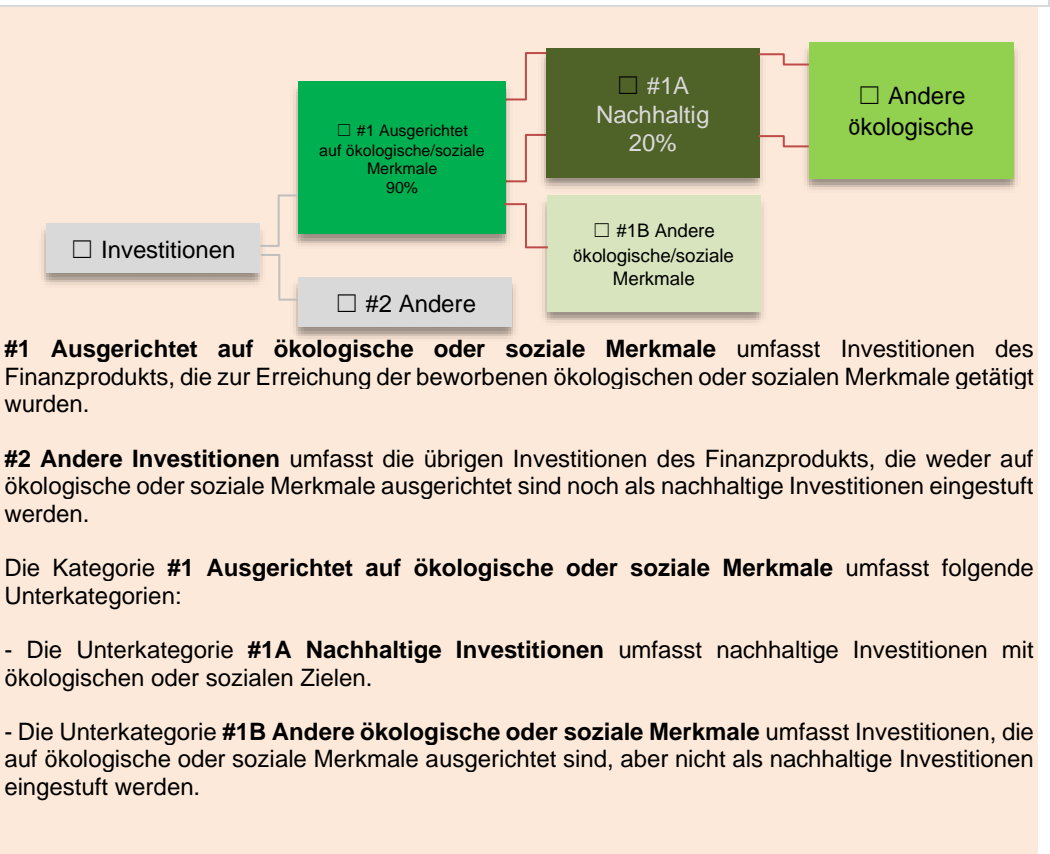 ☐ Investitionen
☐ #1 Ausgerichtet
auf ökologische/soziale
Merkmale
90%
☐ #2 Andere
☐ #1A
Nachhaltig
20%
☐ #1B Andere
ökologische/soziale
Merkmale
☐ Andere
ökologische
#1 Ausgerichtet auf ökologische oder soziale Merkmale umfasst Investitionen des
Finanzprodukts, die zur Erreichung der beworbenen ökologischen oder sozialen Merkmale getätigt
wurden.
#2 Andere Investitionen umfasst die übrigen Investitionen des Finanzprodukts, die weder auf
ökologische oder soziale Merkmale ausgerichtet sind noch als nachhaltige Investitionen eingestuft
werden.
Die Kategorie #1 Ausgerichtet auf ökologische oder soziale Merkmale umfasst folgende
Unterkategorien:
- Die Unterkategorie #1A Nachhaltige Investitionen umfasst nachhaltige Investitionen mit
ökologischen oder sozialen Zielen.
- Die Unterkategorie #1B Andere ökologische oder soziale Merkmale umfasst Investitionen, die
auf ökologische oder soziale Merkmale ausgerichtet sind, aber nicht als nachhaltige Investitionen
eingestuft werden.